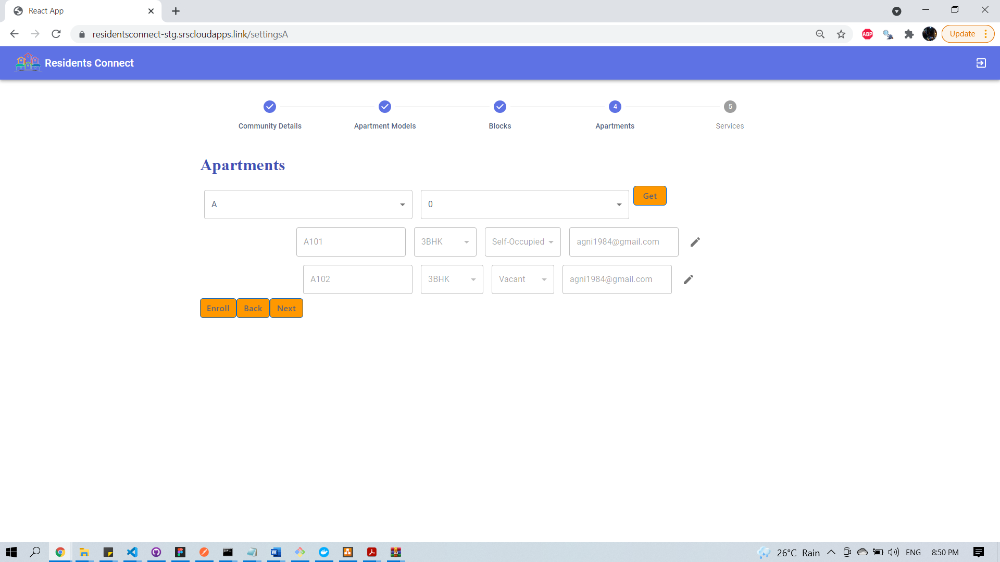 React App
residentsconnect-stg.srscloudapps.link/settingsA
ABP
Update
Residents Connect
4
5
Community Details
Apartment Models
Blocks
Apartments
Services
Apartments
A
0
Get
A101
3BHK
Self-Occupied
agni1984@gmail.com
A102
3BHK
Vacant
agni1984@gmail.com
Enroll
Back
Next
26°C Rain
ENG
8:50 PM